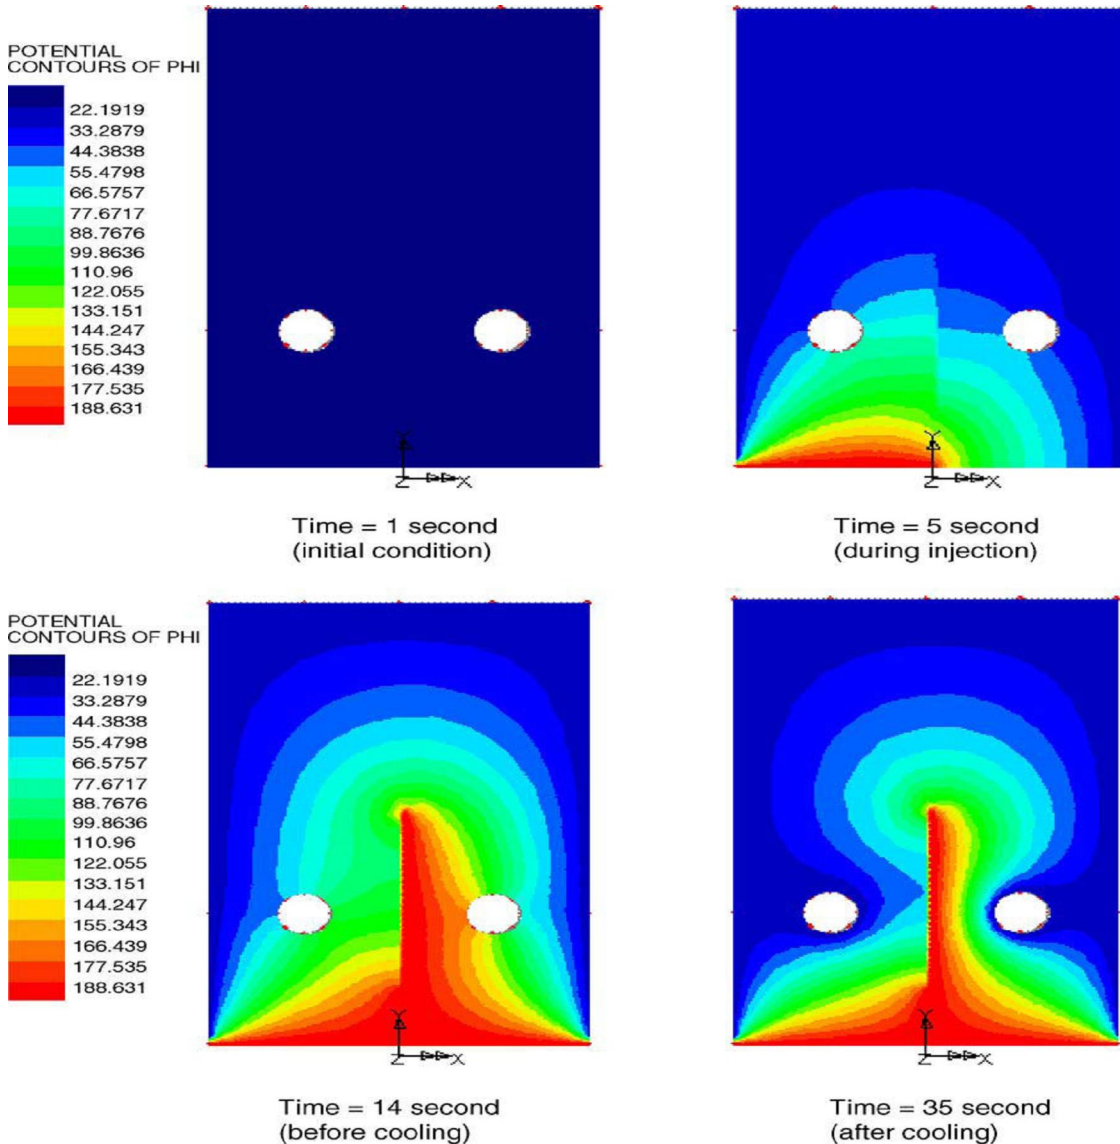 POTENTIAL
CONTOURS OF PHI
22.1919
33.2879
44.3838
55.4798
66.5757
77.6717
88.7676
99.8636
110.96
122.055
133.151
144.247
155.343
166.439
177.535
188.631
Y
Z X
Time = 1 second
(initial condition)
Y
Z X
Time = 5 second
(during injection)
POTENTIAL
CONTOURS OF PHI
22.1919
33.2879
44.3838
55.4798
66.5757
77.6717
88.7676
99.8636
110.96
122.055
133.151
144.247
155.343
166.439
177.535
188.631
Y
Z X
Time = 14 second
(before cooling)
Y
Z X
Time = 35 second
(after cooling)